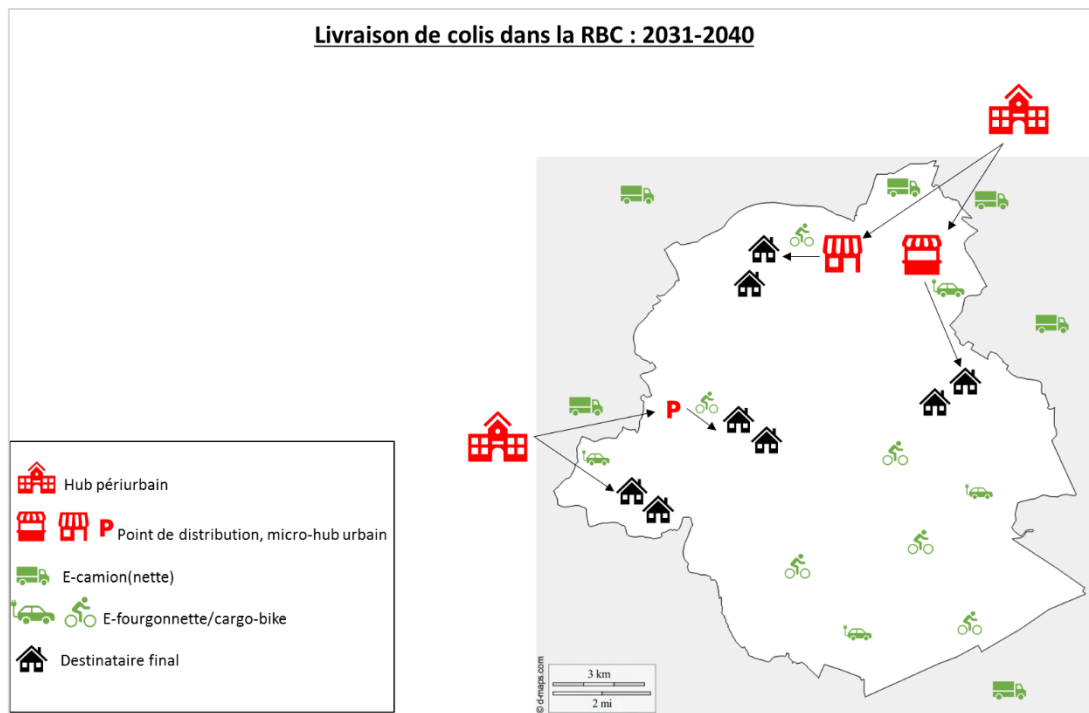 Livraison de colis dans la RBC : 2031-2040
P
Hub périurbain
P Point de distribution, micro-hub urbain
E-camion(nette)
E-fourgonnette/cargo-bike
Destinataire final
3 km
2 mi
© d-maps.com